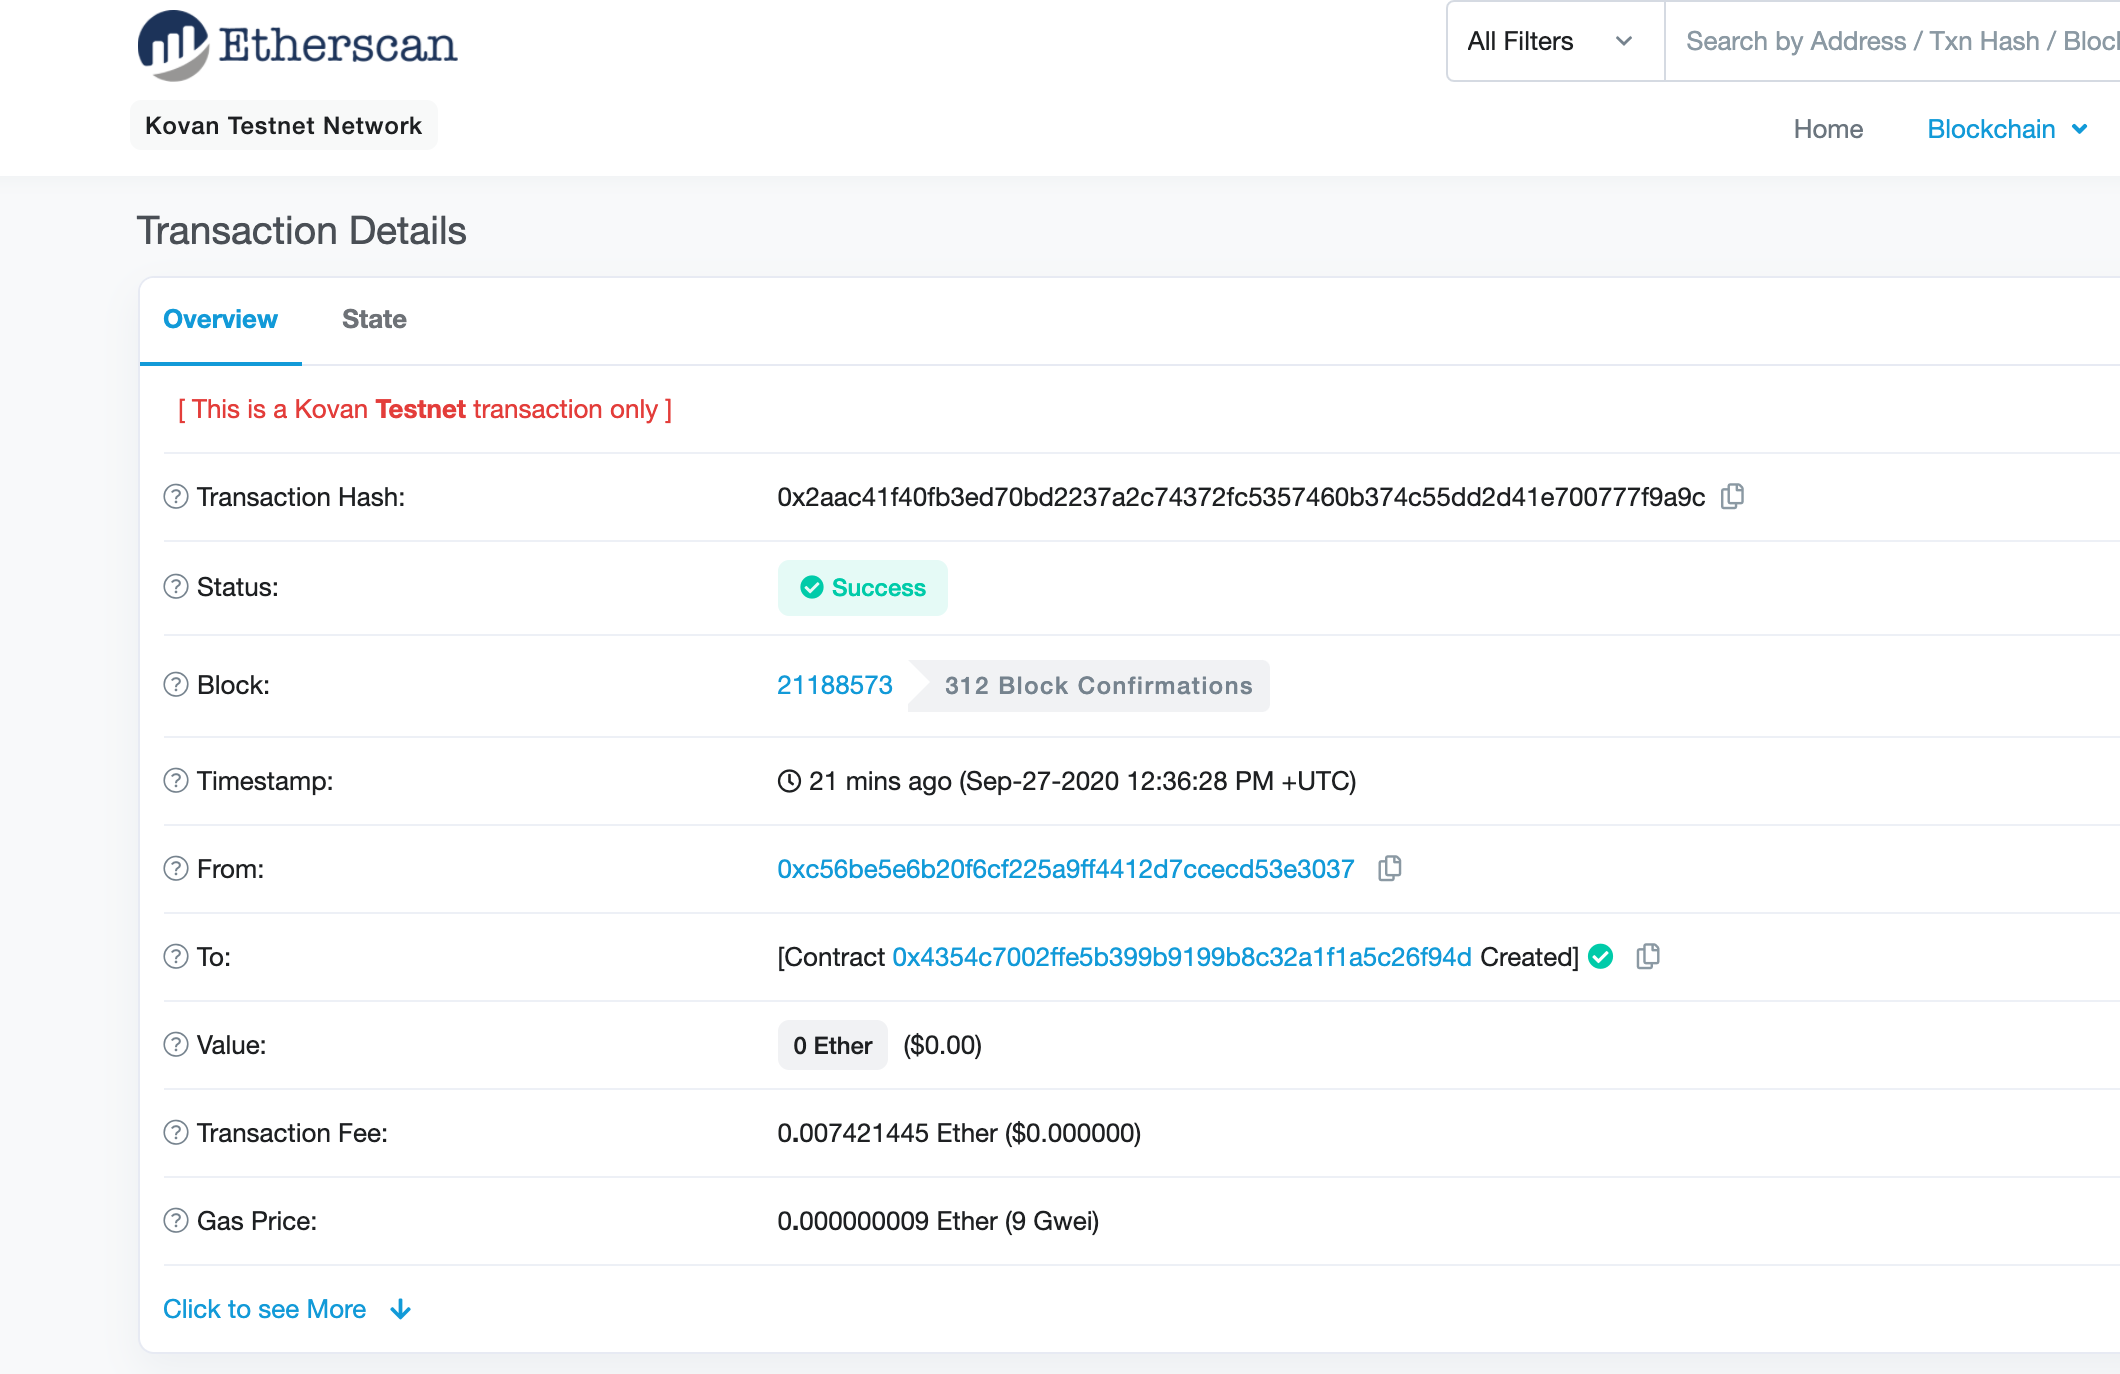 Etherscan
All Filters
Search by Address / Txn Hash / Block
Kovan Testnet Network
Home
Blockchain
Transaction Details
Overview
State
[ This is a Kovan Testnet transaction only ]
Transaction Hash:
0x2aac41f40fb3ed70bd2237a2c74372fc5357460b374c55dd2d41e700777f9a9c
Status:
Success
Block:
21188573
312 Block Confirmations
Timestamp:
21 mins ago (Sep-27-2020 12:36:28 PM +UTC)
From:
0xc56be5e6b20f6cf225a9ff4412d7ccecd53e3037
To:
[Contract 0x4354c7002ffe5b399b9199b8c32a1f1a5c26f94d Created]
Value:
0 Ether ($0.00)
Transaction Fee:
0.007421445 Ether ($0.000000)
Gas Price:
0.000000009 Ether (9 Gwei)
Click to see More